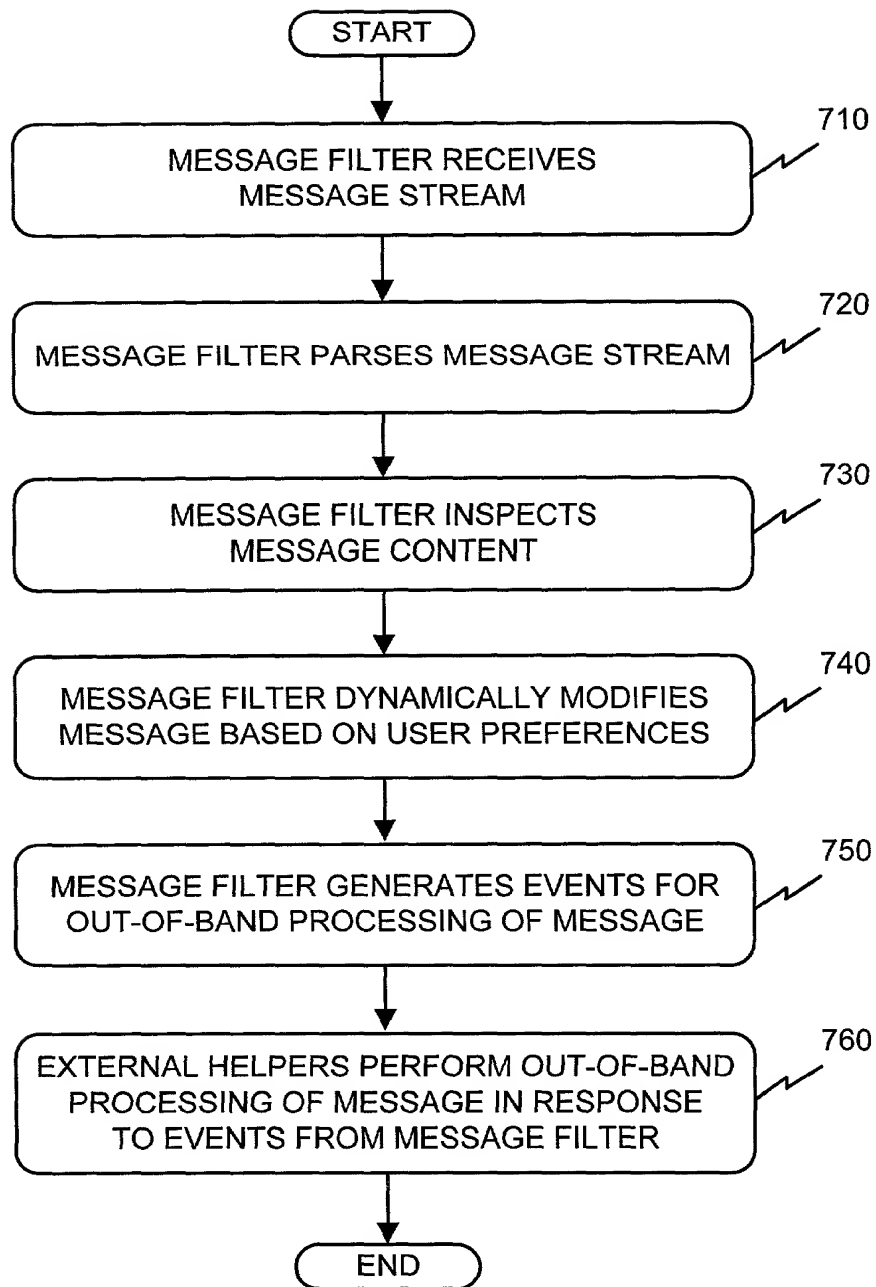 START
710
MESSAGE FILTER RECEIVES
MESSAGE STREAM
720
MESSAGE FILTER PARSES MESSAGE STREAM
730
MESSAGE FILTER INSPECTS
MESSAGE CONTENT
740
MESSAGE FILTER DYNAMICALLY MODIFIES
MESSAGE BASED ON USER PREFERENCES
750
MESSAGE FILTER GENERATES EVENTS FOR
OUT-OF-BAND PROCESSING OF MESSAGE
760
EXTERNAL HELPERS PERFORM OUT-OF-BAND
PROCESSING OF MESSAGE IN RESPONSE
TO EVENTS FROM MESSAGE FILTER
END